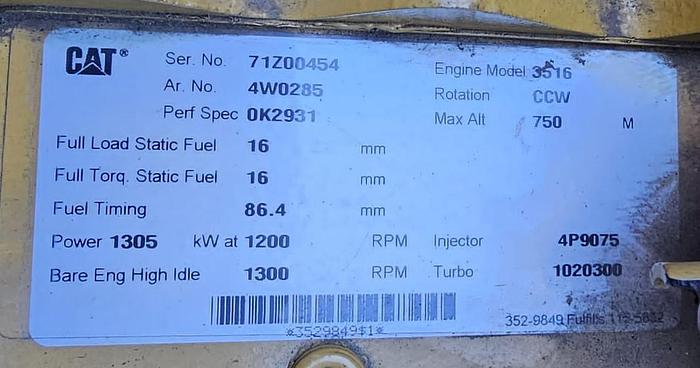 CAT®
Ser. No. 71Z00454
Ar. No. 4W0285
Perf Spec 0K2931
Engine Model 3516
Rotation CCW
Max Alt 750 M
Full Load Static Fuel 16 mm
Full Torq. Static Fuel 16 mm
Fuel Timing 86.4 mm
Power 1305 kW at 1200 RPM Injector 4P9075
Bare Eng High Idle 1300 RPM Turbo 1020300
*3529849$1*
352-9849 Fulfills